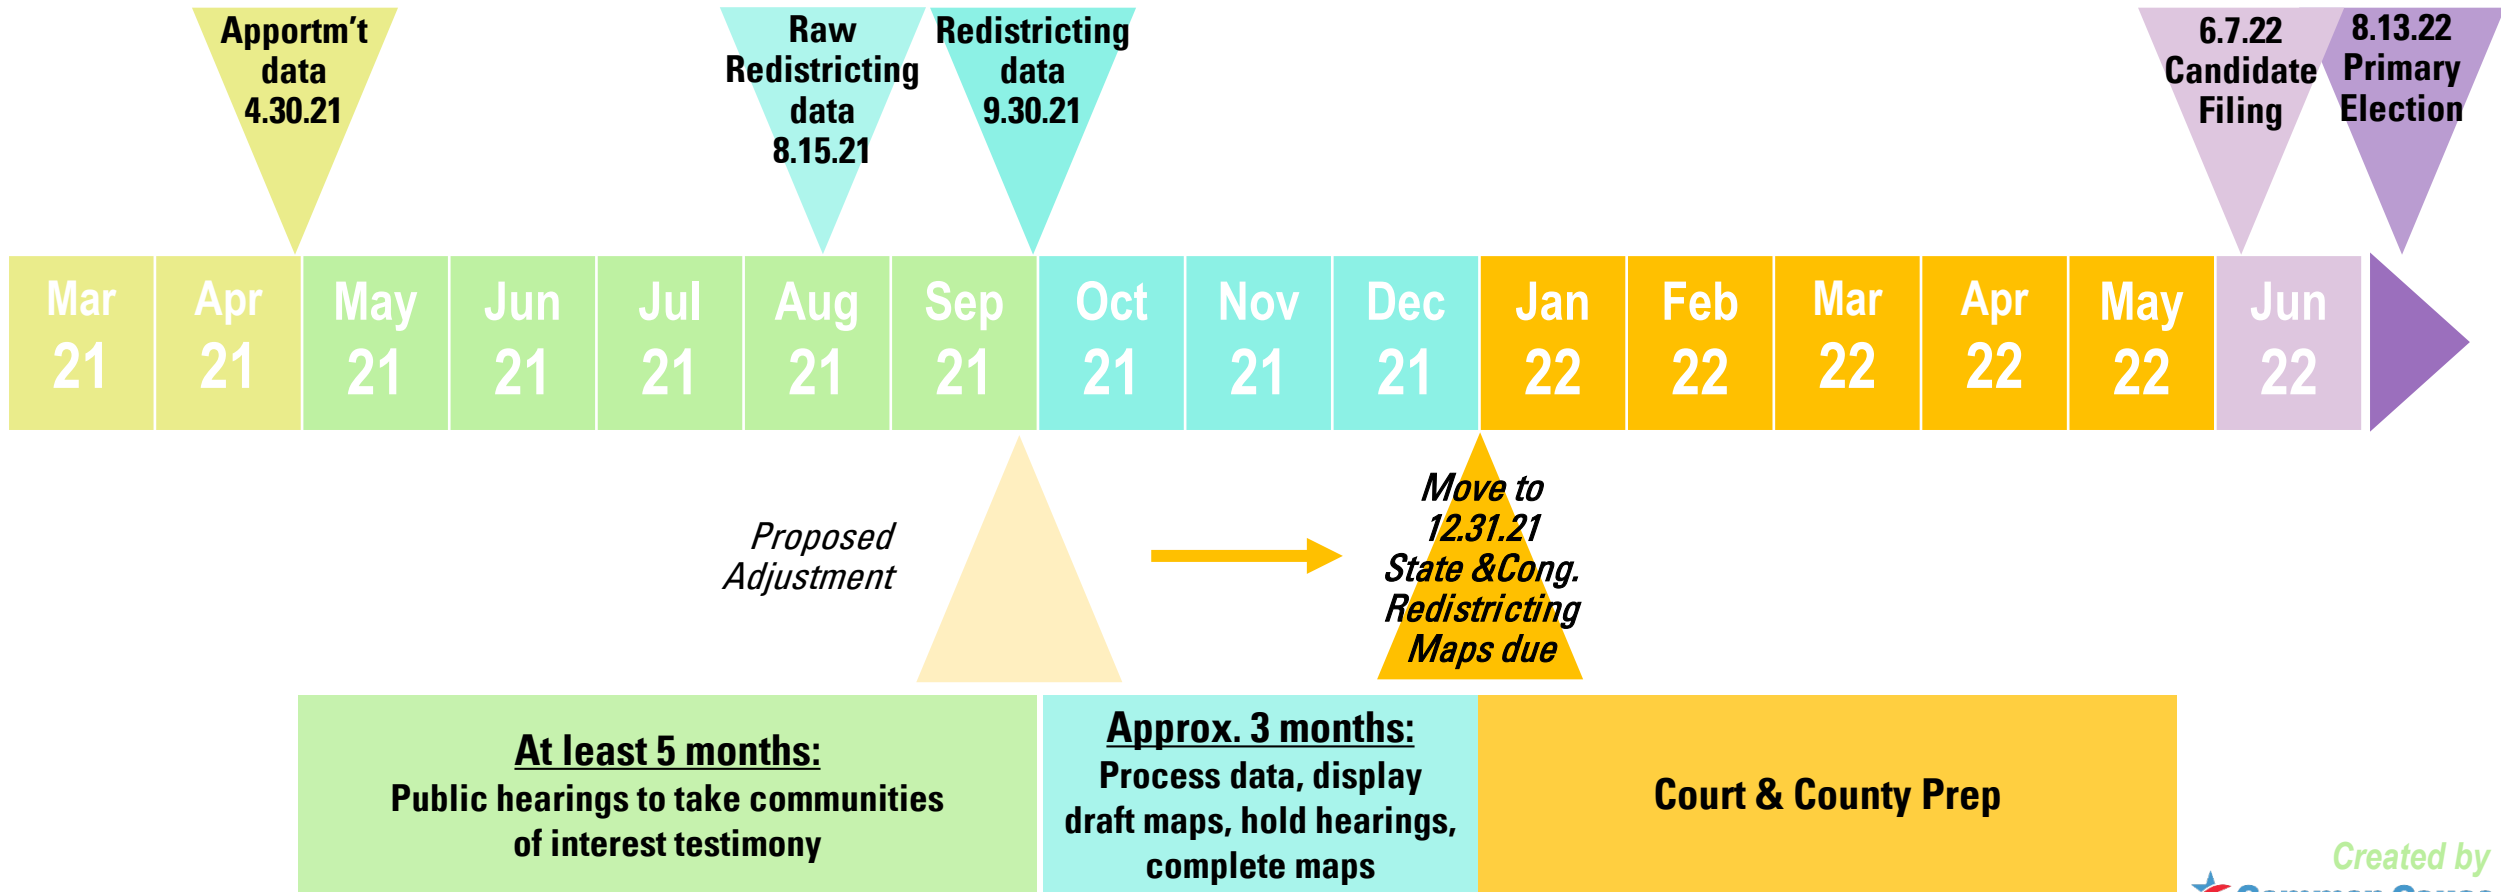 Apportm't
data
4.30.21
Raw
Redistricting
data
8.15.21
Redistricting
data
9.30.21
6.7.22
Candidate
Filing
8.13.22
Primary
Election
Mar
21
Apr
21
May
21
Jun
21
Jul
21
Aug
21
Sep
21
Oct
21
Nov
21
Dec
21
Jan
22
Feb
22
Mar
22
Apr
22
May
22
Jun
22
Proposed
Adjustment
Move to
12.31.21
State &Cong.
Redistricting
Maps due
At least 5 months:
Public hearings to take communities
of interest testimony
Approx. 3 months:
Process data, display
draft maps, hold hearings,
complete maps
Court & County Prep
Created by
Common Cause